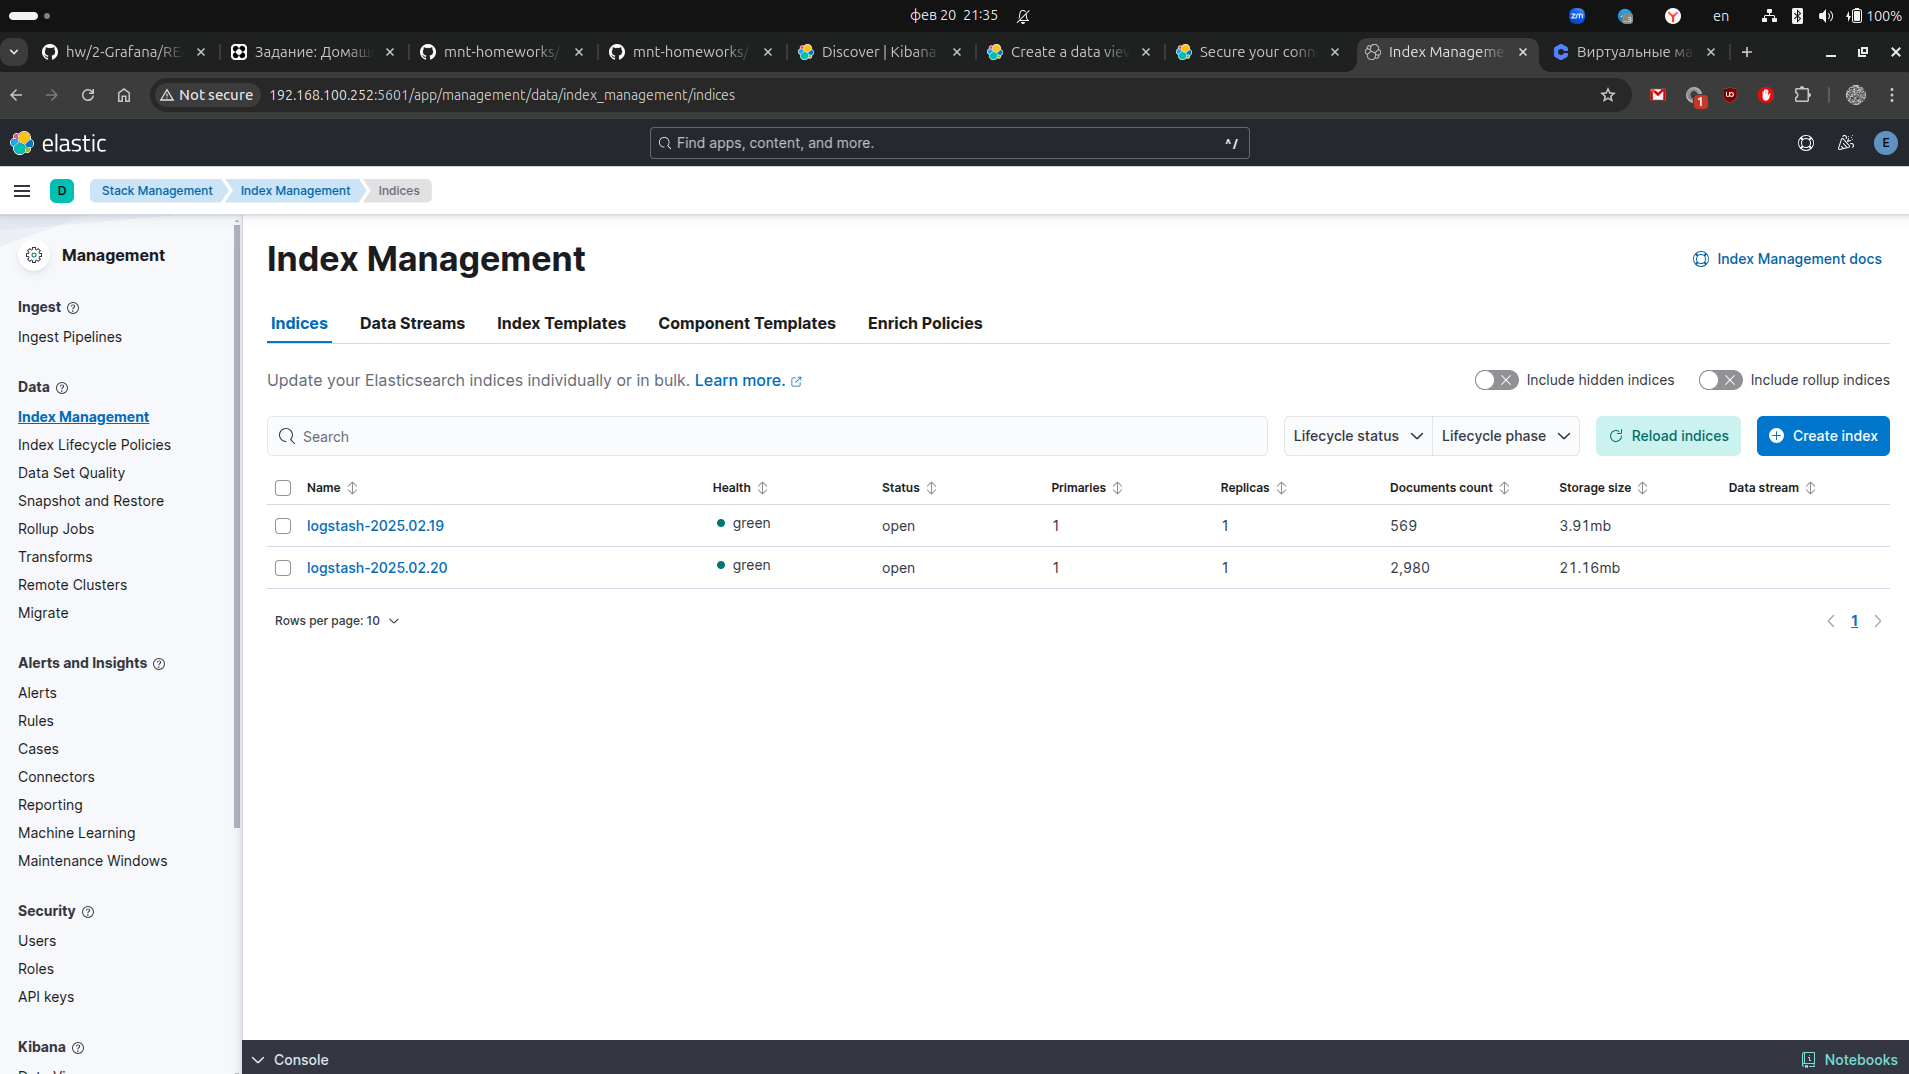 фев 20 21:35
en
100%
hw/2-Grafana/RE
Задание: Домаш
mnt-homeworks/
mnt-homeworks/
Discover | Kibana
Create a data view
Secure your conn
Index Manageme
Виртуальные ма
Not secure
192.168.100.252:5601/app/management/data/index_management/indices
1
elastic
Find apps, content, and more.
^/
E
D
Stack Management
Index Management
Indices
Management
Ingest
Ingest Pipelines
Data
Index Management
Index Lifecycle Policies
Data Set Quality
Snapshot and Restore
Rollup Jobs
Transforms
Remote Clusters
Migrate
Alerts and Insights
Alerts
Rules
Cases
Connectors
Reporting
Machine Learning
Maintenance Windows
Security
Users
Roles
API keys
Kibana
Index Management
Index Management docs
Indices
Data Streams
Index Templates
Component Templates
Enrich Policies
Update your Elasticsearch indices individually or in bulk. Learn more.
Include hidden indices
Include rollup indices
Search
Lifecycle status
Lifecycle phase
Reload indices
Create index
Name Health Status Primaries Replicas Documents count Storage size Data stream
logstash-2025.02.19 green open 1 1 569 3.91mb
logstash-2025.02.20 green open 1 1 2,980 21.16mb
Rows per page: 10
1
Console
Notebooks